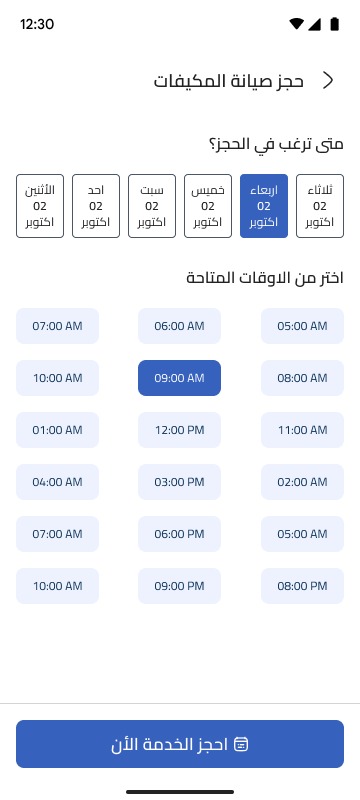 12:30
حجز صيانة المكيفات
متى ترغب في الحجز؟
ثلاثاء
02
اكتوبر
اربعاء
02
اكتوبر
خميس
02
اكتوبر
سبت
02
اكتوبر
احد
02
اكتوبر
الأثنين
02
اكتوبر
اختر من الاوقات المتاحة
05:00 AM
06:00 AM
07:00 AM
08:00 AM
09:00 AM
10:00 AM
11:00 AM
12:00 PM
01:00 AM
02:00 AM
03:00 PM
04:00 AM
05:00 AM
06:00 PM
07:00 AM
08:00 PM
09:00 PM
10:00 AM
احجز الخدمة الأن